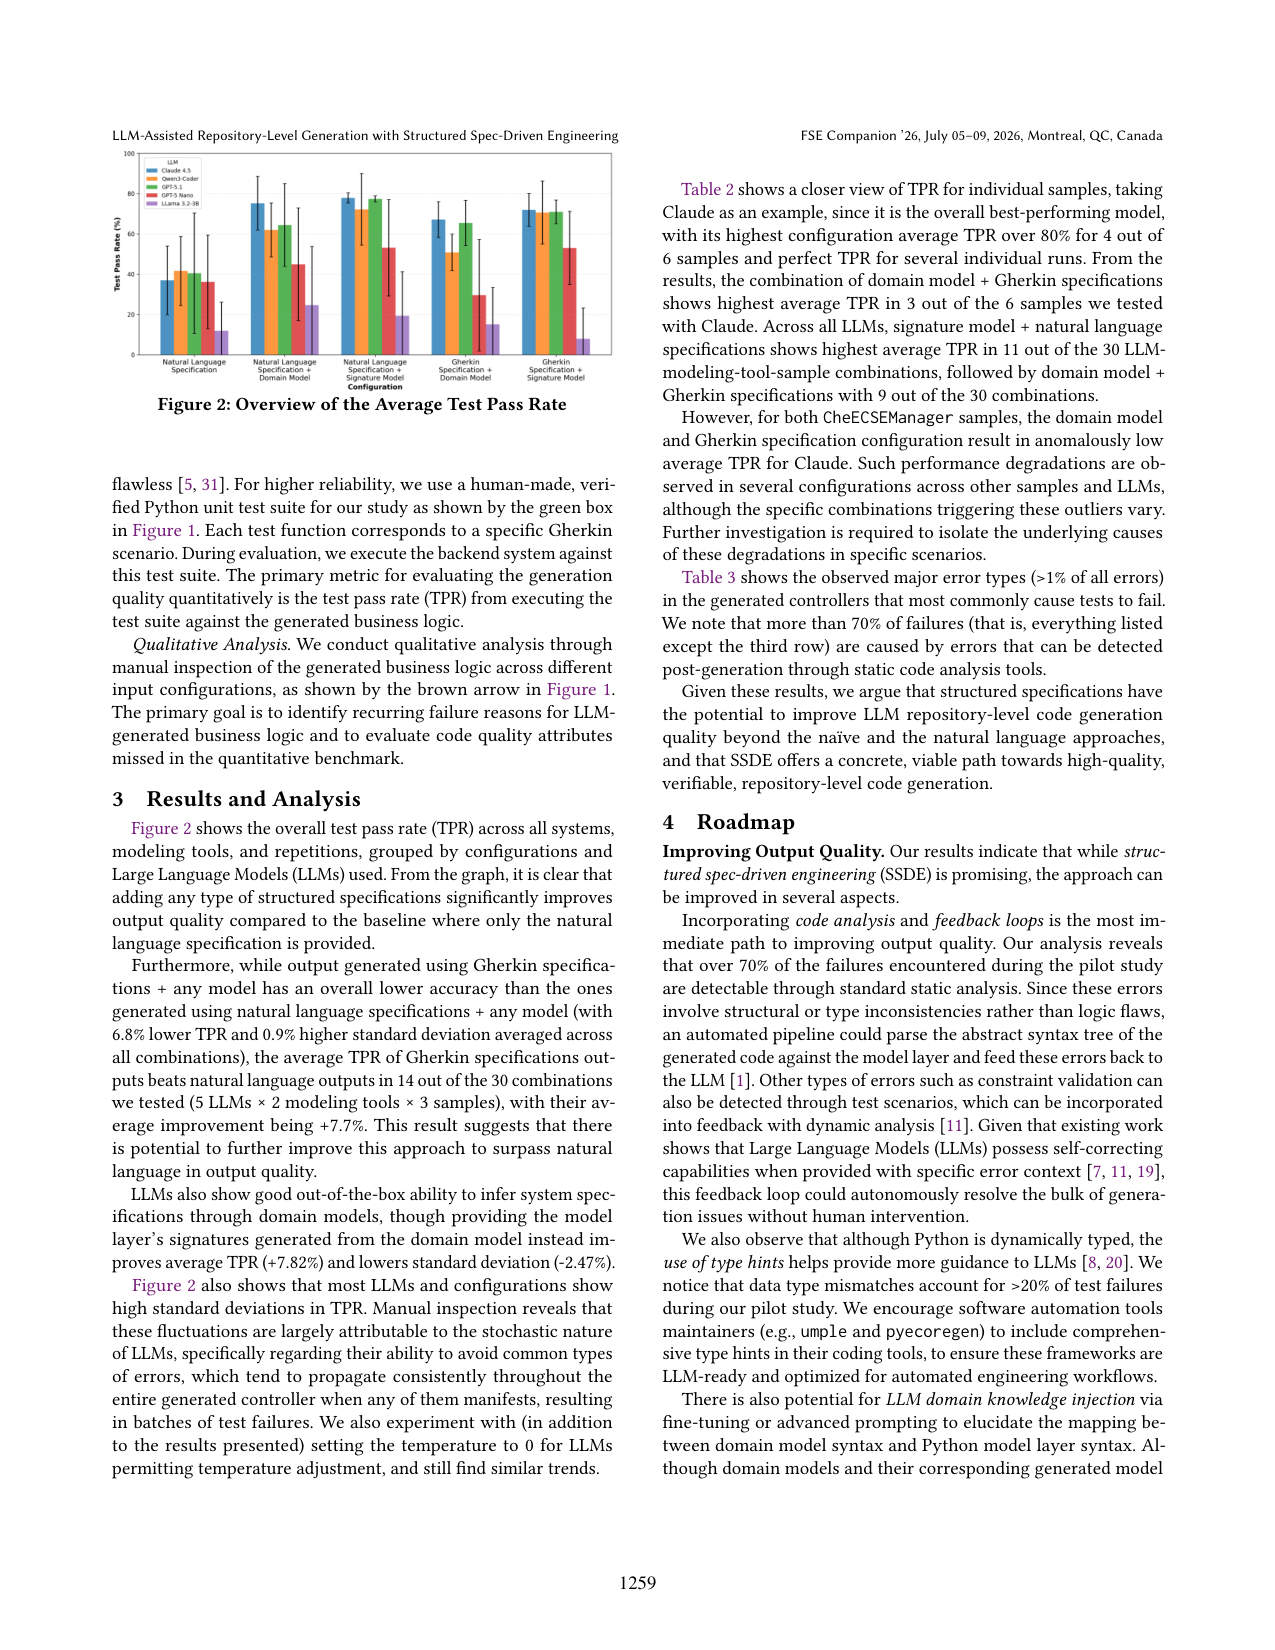 LLM-Assisted Repository-Level Generation with Structured Spec-Driven Engineering
FSE Companion '26, July 05–09, 2026, Montreal, QC, Canada
100
80
60
40
20
0
Test Pass Rate (%)
LLM
Claude 4.5
Qwen3-Coder
GPT-5.1
GPT-5 Nano
LLama 3.2-3B
Natural Language
Specification
Natural Language
Specification +
Domain Model
Natural Language
Specification +
Signature Model
Gherkin
Specification +
Domain Model
Gherkin
Specification +
Signature Model
Configuration
Figure 2: Overview of the Average Test Pass Rate
flawless [5, 31]. For higher reliability, we use a human-made, veri-
fied Python unit test suite for our study as shown by the green box
in Figure 1. Each test function corresponds to a specific Gherkin
scenario. During evaluation, we execute the backend system against
this test suite. The primary metric for evaluating the generation
quality quantitatively is the test pass rate (TPR) from executing the
test suite against the generated business logic.
Qualitative Analysis. We conduct qualitative analysis through
manual inspection of the generated business logic across different
input configurations, as shown by the brown arrow in Figure 1.
The primary goal is to identify recurring failure reasons for LLM-
generated business logic and to evaluate code quality attributes
missed in the quantitative benchmark.
3 Results and Analysis
Figure 2 shows the overall test pass rate (TPR) across all systems,
modeling tools, and repetitions, grouped by configurations and
Large Language Models (LLMs) used. From the graph, it is clear that
adding any type of structured specifications significantly improves
output quality compared to the baseline where only the natural
language specification is provided.
Furthermore, while output generated using Gherkin specifica-
tions + any model has an overall lower accuracy than the ones
generated using natural language specifications + any model (with
6.8% lower TPR and 0.9% higher standard deviation averaged across
all combinations), the average TPR of Gherkin specifications out-
puts beats natural language outputs in 14 out of the 30 combinations
we tested (5 LLMs × 2 modeling tools × 3 samples), with their av-
erage improvement being +7.7%. This result suggests that there
is potential to further improve this approach to surpass natural
language in output quality.
LLMs also show good out-of-the-box ability to infer system spec-
ifications through domain models, though providing the model
layer's signatures generated from the domain model instead im-
proves average TPR (+7.82%) and lowers standard deviation (-2.47%).
Figure 2 also shows that most LLMs and configurations show
high standard deviations in TPR. Manual inspection reveals that
these fluctuations are largely attributable to the stochastic nature
of LLMs, specifically regarding their ability to avoid common types
of errors, which tend to propagate consistently throughout the
entire generated controller when any of them manifests, resulting
in batches of test failures. We also experiment with (in addition
to the results presented) setting the temperature to 0 for LLMs
permitting temperature adjustment, and still find similar trends.
Table 2 shows a closer view of TPR for individual samples, taking
Claude as an example, since it is the overall best-performing model,
with its highest configuration average TPR over 80% for 4 out of
6 samples and perfect TPR for several individual runs. From the
results, the combination of domain model + Gherkin specifications
shows highest average TPR in 3 out of the 6 samples we tested
with Claude. Across all LLMs, signature model + natural language
specifications shows highest average TPR in 11 out of the 30 LLM-
modeling-tool-sample combinations, followed by domain model +
Gherkin specifications with 9 out of the 30 combinations.
However, for both CheECSEManager samples, the domain model
and Gherkin specification configuration result in anomalously low
average TPR for Claude. Such performance degradations are ob-
served in several configurations across other samples and LLMs,
although the specific combinations triggering these outliers vary.
Further investigation is required to isolate the underlying causes
of these degradations in specific scenarios.
Table 3 shows the observed major error types (>1% of all errors)
in the generated controllers that most commonly cause tests to fail.
We note that more than 70% of failures (that is, everything listed
except the third row) are caused by errors that can be detected
post-generation through static code analysis tools.
Given these results, we argue that structured specifications have
the potential to improve LLM repository-level code generation
quality beyond the naïve and the natural language approaches,
and that SSDE offers a concrete, viable path towards high-quality,
verifiable, repository-level code generation.
4 Roadmap
Improving Output Quality. Our results indicate that while struc-
tured spec-driven engineering (SSDE) is promising, the approach can
be improved in several aspects.
Incorporating code analysis and feedback loops is the most im-
mediate path to improving output quality. Our analysis reveals
that over 70% of the failures encountered during the pilot study
are detectable through standard static analysis. Since these errors
involve structural or type inconsistencies rather than logic flaws,
an automated pipeline could parse the abstract syntax tree of the
generated code against the model layer and feed these errors back to
the LLM [1]. Other types of errors such as constraint validation can
also be detected through test scenarios, which can be incorporated
into feedback with dynamic analysis [11]. Given that existing work
shows that Large Language Models (LLMs) possess self-correcting
capabilities when provided with specific error context [7, 11, 19],
this feedback loop could autonomously resolve the bulk of genera-
tion issues without human intervention.
We also observe that although Python is dynamically typed, the
use of type hints helps provide more guidance to LLMs [8, 20]. We
notice that data type mismatches account for >20% of test failures
during our pilot study. We encourage software automation tools
maintainers (e.g., umple and pyecoregen) to include comprehen-
sive type hints in their coding tools, to ensure these frameworks are
LLM-ready and optimized for automated engineering workflows.
There is also potential for LLM domain knowledge injection via
fine-tuning or advanced prompting to elucidate the mapping be-
tween domain model syntax and Python model layer syntax. Al-
though domain models and their corresponding generated model
1259